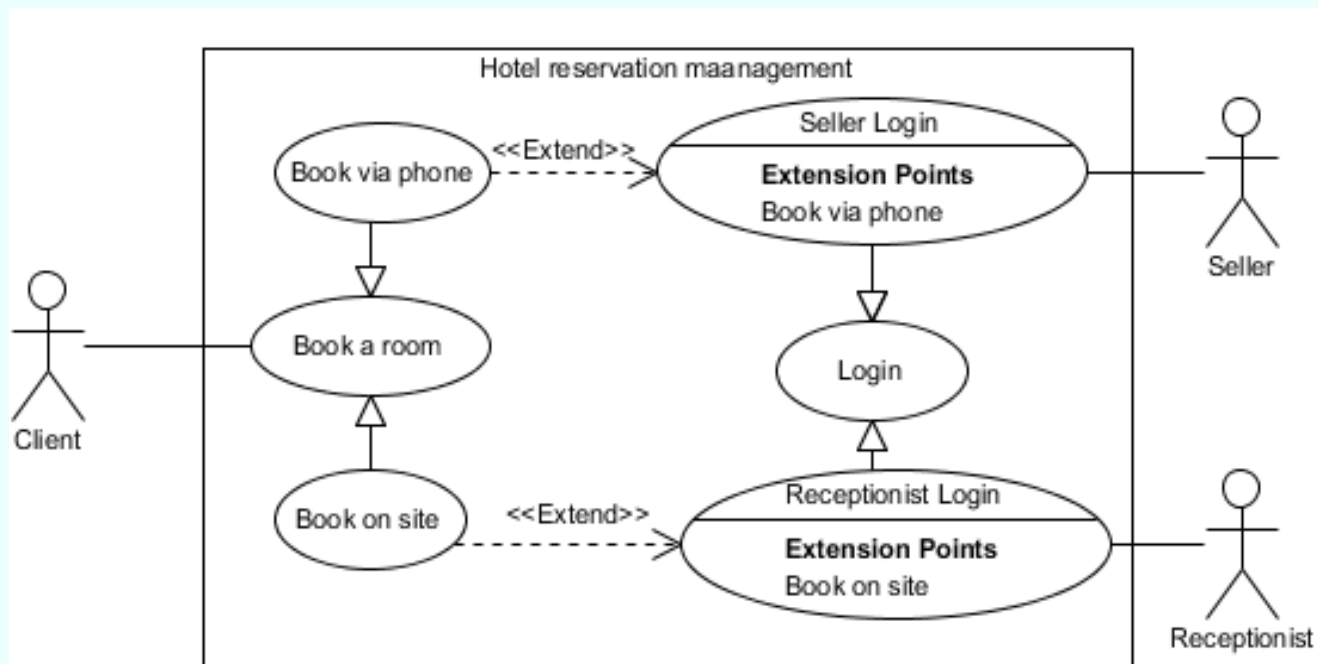 Hotel reservation maanagement
Seller Login
<<Extend>>
Book via phone
Extension Points
Book via phone
Seller
Book a room
Login
Client
Receptionist Login
<<Extend>>
Book on site
Extension Points
Book on site
Receptionist